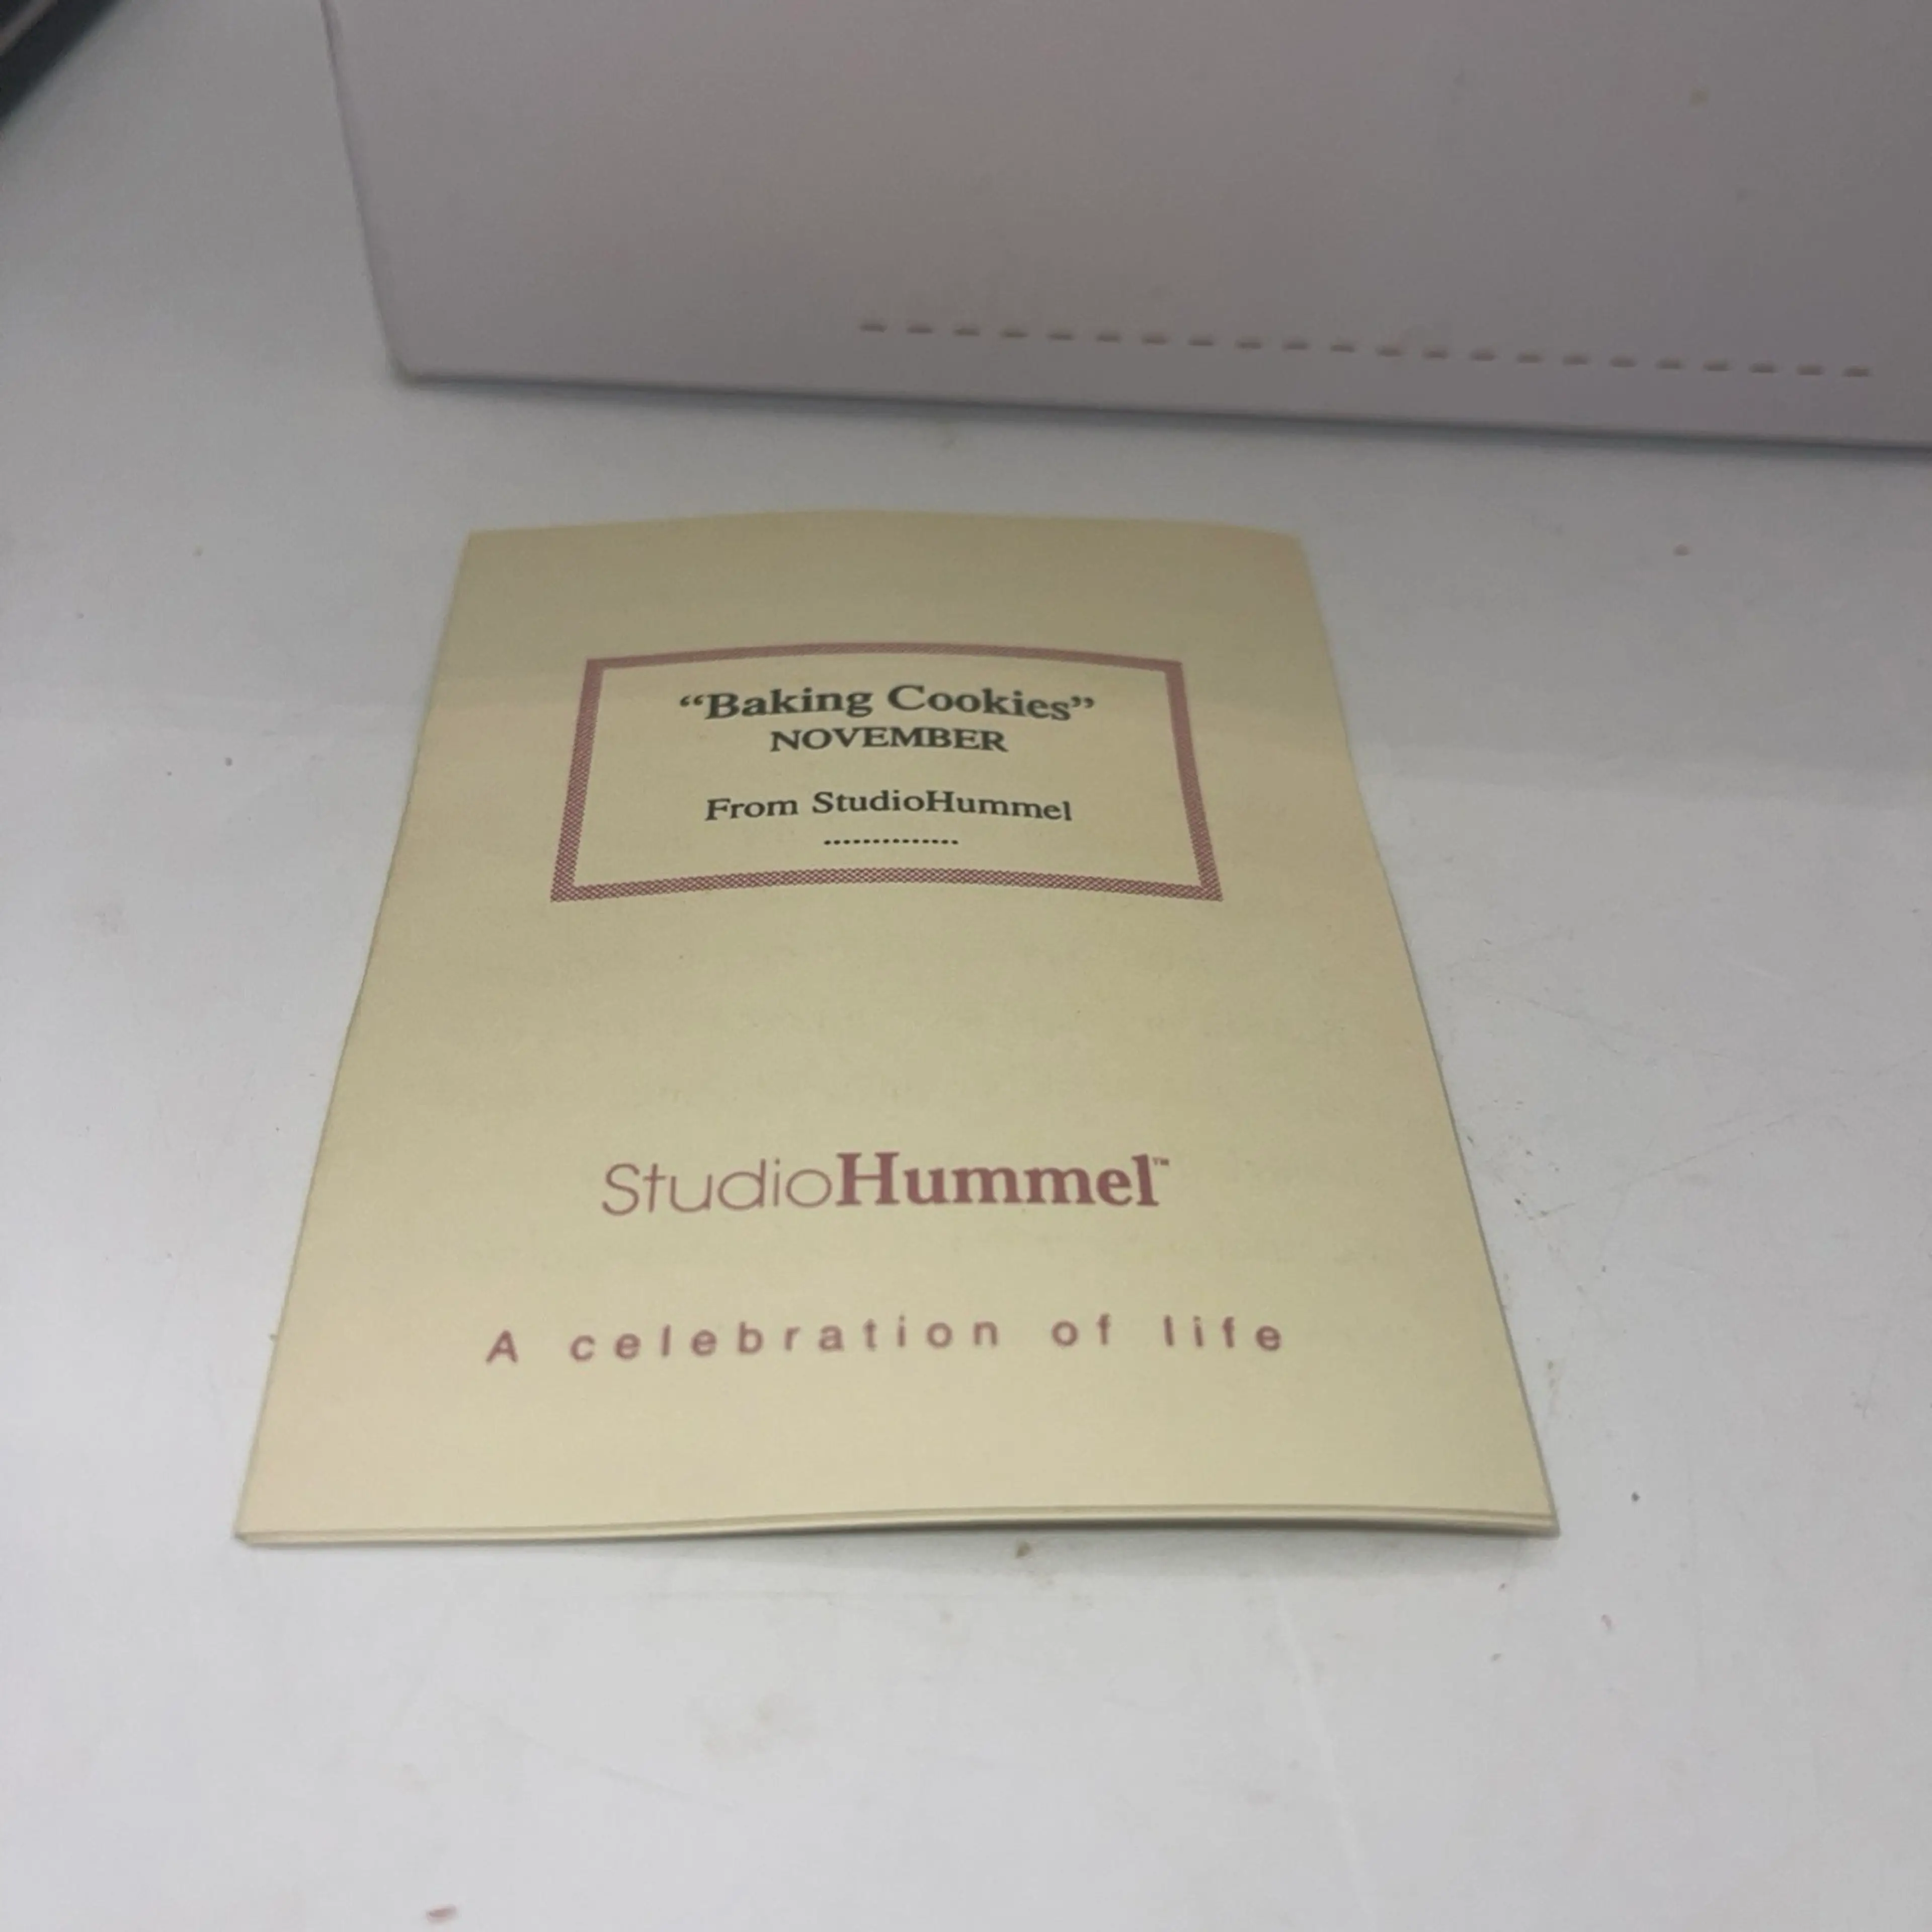 “Baking Cookies”
NOVEMBER
From StudioHummel
StudioHummel™
A celebration of life